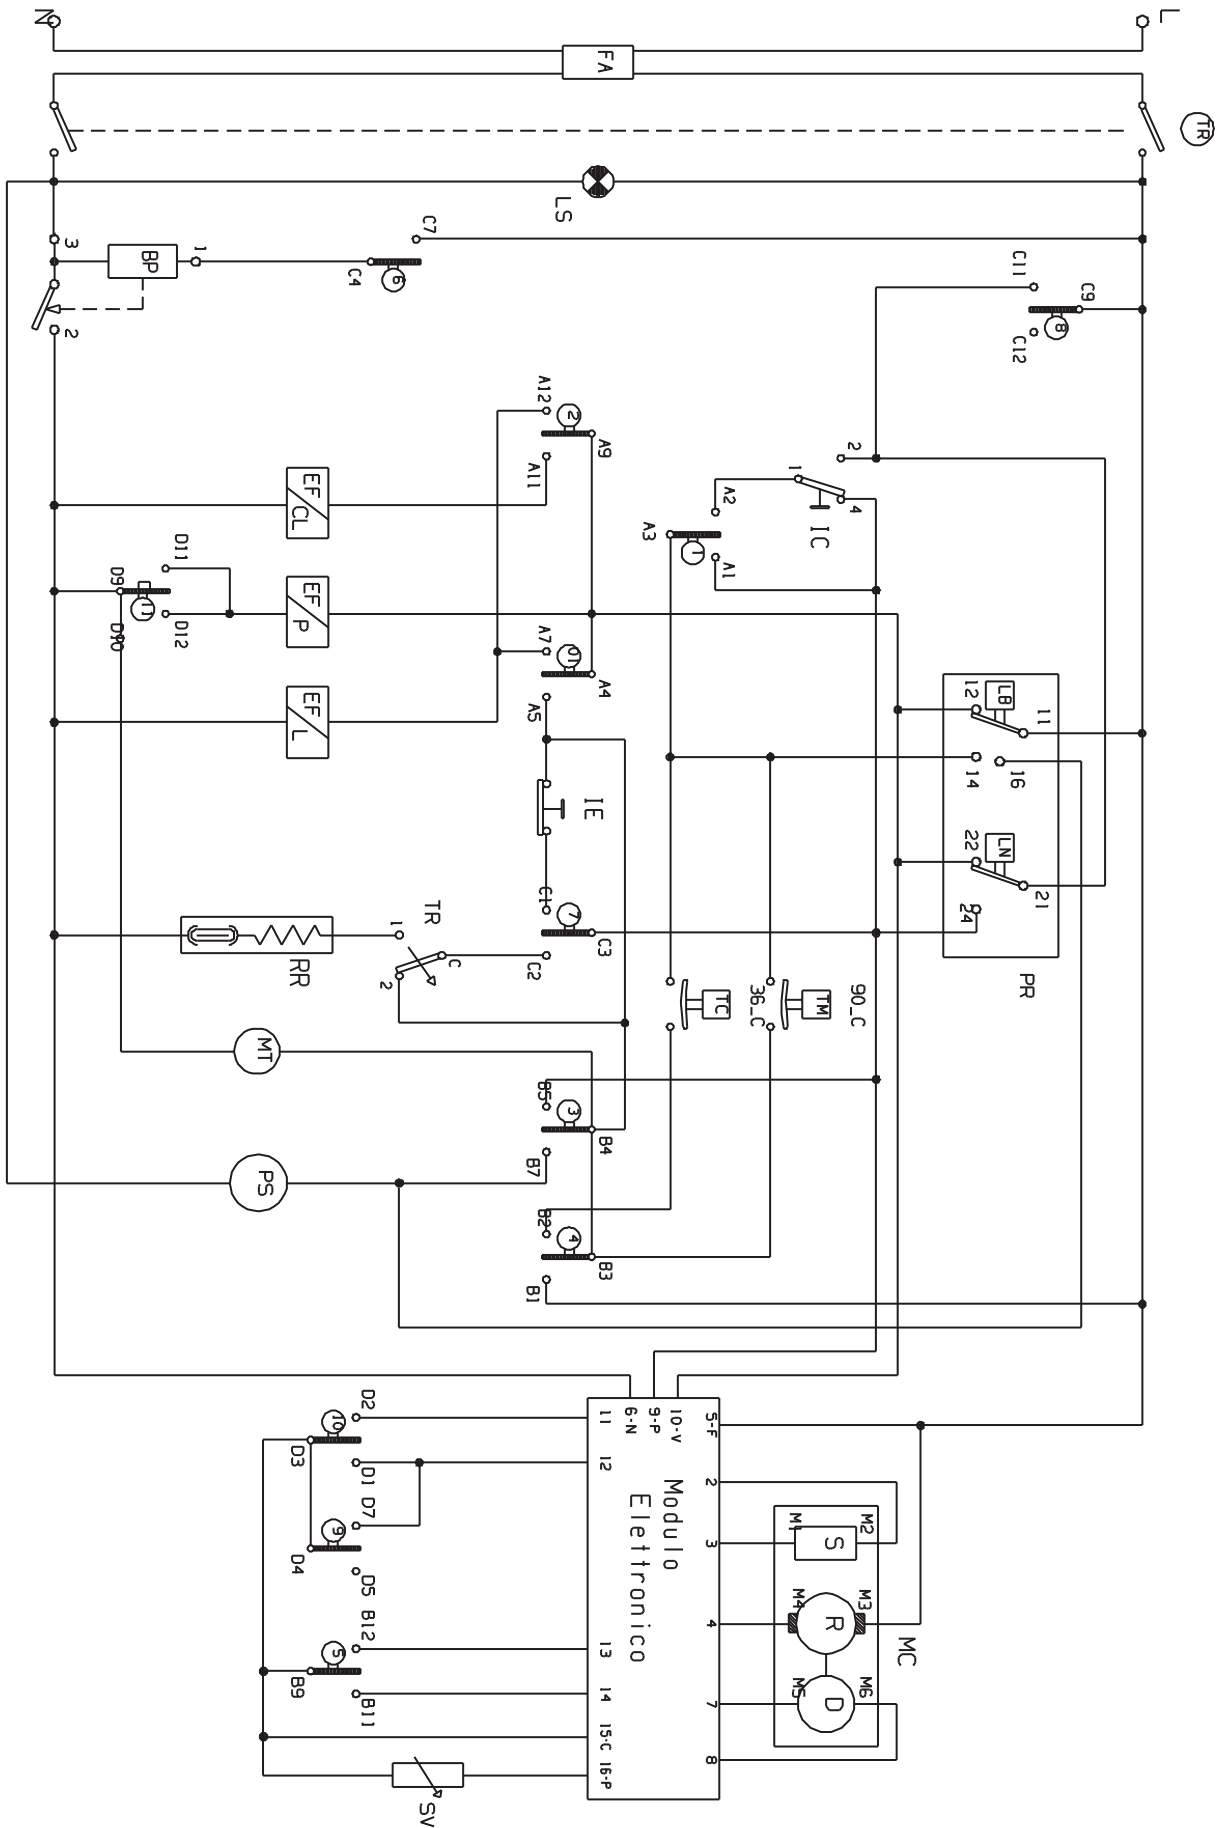 N
L
FA
TR
LS
3
BP
1
2
C7
C4
6
C11
C9
8
C12
A12
2
A9
A11
EF
CL
2
1
4
IC
A2
A3
1
A1
D11
D9
11
D12
D10
EF
P
A7
10
A4
A5
EF
L
12
LB
11
14
16
22
LN
21
24
PR
IE
C1
7
C3
C2
TR
1
C
2
RR
TC
36_C
TM
90_C
MT
B5
3
B4
B7
PS
B2
4
B3
B1
D2
10
D3
D1
D7
9
D4
D5
B12
5
B9
B11
SV
11
6-N
9-P
10-V
5-F
12
2
Modulo
Elettronico
3
4
13
14
7
15-C
16-P
8
M1
S
M2
M4
R
M3
MC
M5
D
M6